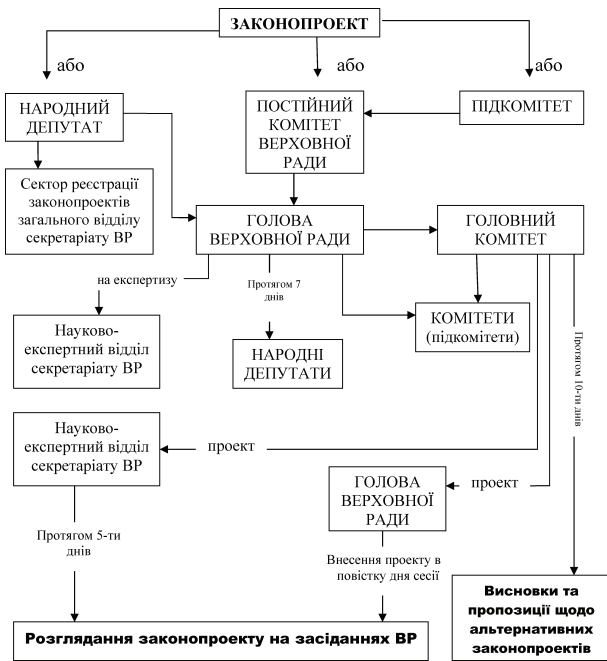 ЗАКОНОПРОЕКТ
або
або
або
НАРОДНИЙ
ДЕПУТАТ
ПОСТІЙНИЙ
КОМІТЕТ
ВЕРХОВНОЇ
РАДИ
ПІДКОМІТЕТ
Сектор реєстрації
законопроектів
загального відділу
секретаріату ВР
ГОЛОВА
ВЕРХОВНОЇ РАДИ
ГОЛОВНИЙ
КОМІТЕТ
на експертизу
Протягом 7
днів
Науково-
експертний відділ
секретаріату ВР
НАРОДНІ
ДЕПУТАТИ
КОМІТЕТИ
(підкомітети)
Протягом 10-ти днів
Науково-
експертний відділ
секретаріату ВР
проект
ГОЛОВА
ВЕРХОВНОЇ
РАДИ
проект
Протягом 5-ти
днів
Внесення проекту в
повістку дня сесії
Висновки та
пропозиції щодо
альтернативних
законопроектів
Розглядання законопроекту на засіданнях ВР